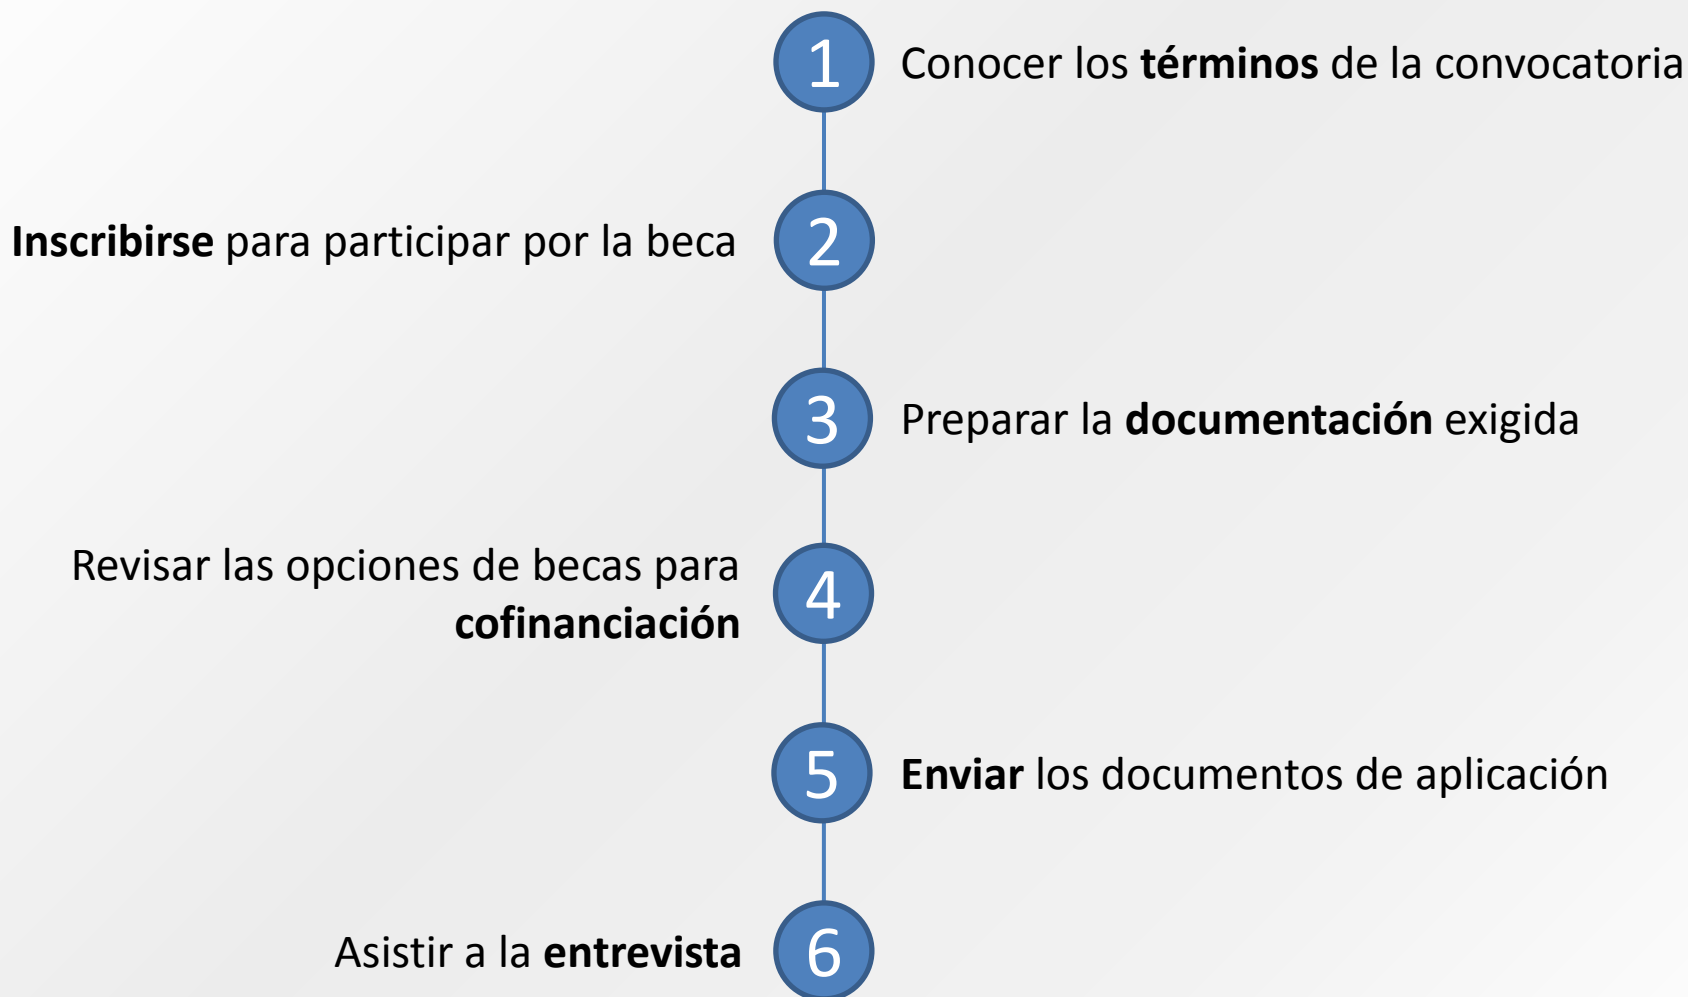 1 Conocer los términos de la convocatoria
Inscribirse para participar por la beca 2
3 Preparar la documentación exigida
Revisar las opciones de becas para
cofinanciación
4
5 Enviar los documentos de aplicación
Asistir a la entrevista 6